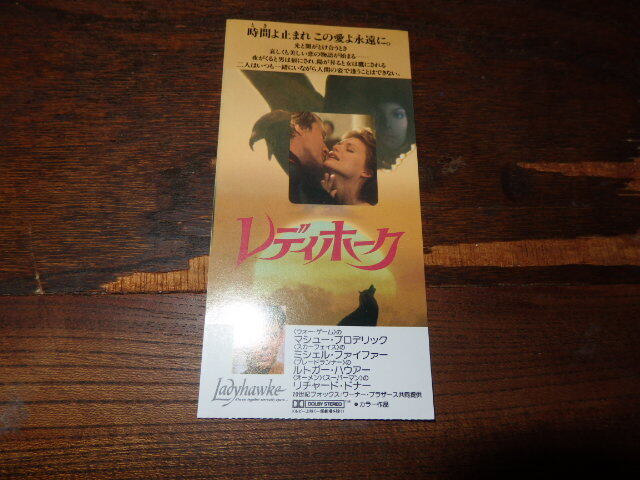 とき
時間よ止まれ この愛よ永遠に。
光と闇がとけ合うとき
哀しくも美しい恋の物語が始まる……
夜がくると男は狼にされ、陽が昇ると女は鷹にされる
二人はいつも一緒にいながら人間の姿で逢うことはできない。
レディホーク
〈ウォー・ゲーム〉の
マシュー・ブロデリック
〈スカーフェイス〉の
ミシェル・ファイファー
〈ブレードランナー〉の
ルトガー・ハウアー
〈オーメン〉〈スーパーマン〉の
リチャード・ドナー
20世紀フォックス/ワーナー・ブラザース共同提供
Ladyhawke
DOLBY STEREO
●カラー作品